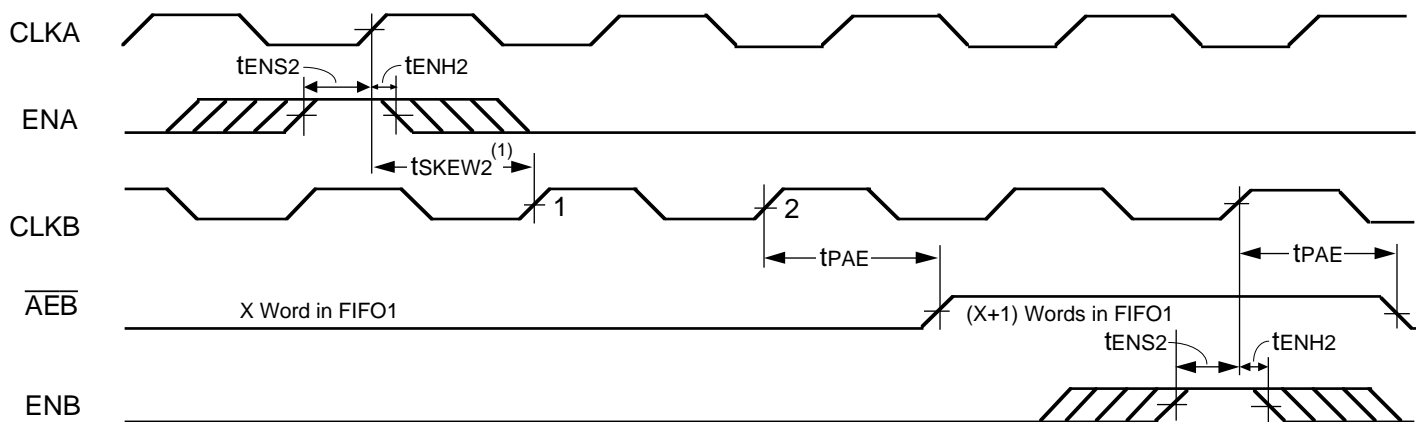 CLKA
tENS2 tENH2
ENA
tSKEW2(1)
CLKB 1 2
tPAE tPAE
AEB X Word in FIFO1 (X+1) Words in FIFO1
tENS2 tENH2
ENB